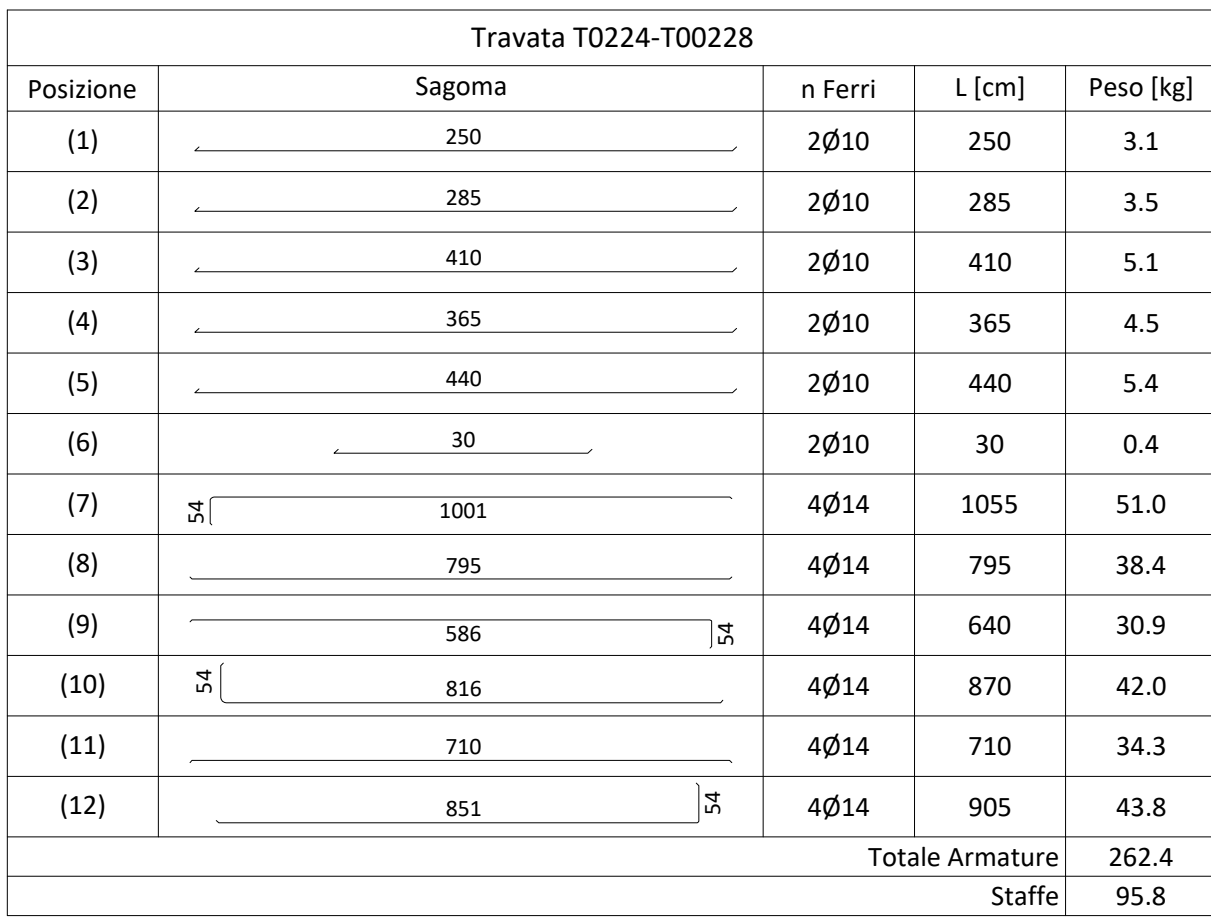 Travata T0224-T00228
Posizione Sagoma n Ferri L [cm] Peso [kg]
(1) 250 2Ø10 250 3.1
(2) 285 2Ø10 285 3.5
(3) 410 2Ø10 410 5.1
(4) 365 2Ø10 365 4.5
(5) 440 2Ø10 440 5.4
(6) 30 2Ø10 30 0.4
(7) 54 1001 4Ø14 1055 51.0
(8) 795 4Ø14 795 38.4
(9) 586 54 4Ø14 640 30.9
(10) 54 816 4Ø14 870 42.0
(11) 710 4Ø14 710 34.3
(12) 851 54 4Ø14 905 43.8
Totale Armature 262.4
Staffe 95.8